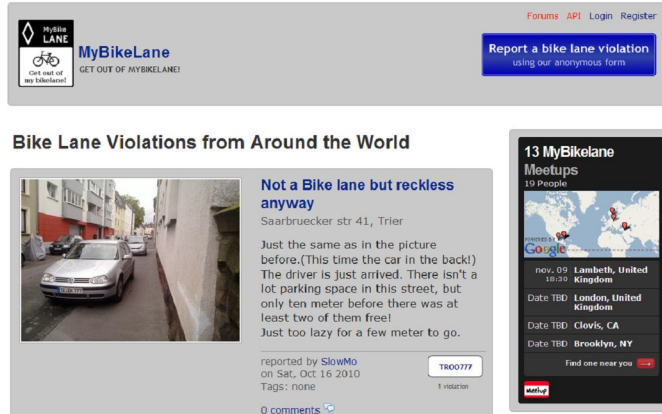 Forums API Login Register
MyBike
LANE
Get out of
my bikelane!
MyBikeLane
GET OUT OF MYBIKELANE!
Report a bike lane violation
using our anonymous form
Bike Lane Violations from Around the World
Not a Bike lane but reckless
anyway
Saarbruecker str 41, Trier
Just the same as in the picture
before.(This time the car in the back!)
The driver is just arrived. There isn't a
lot parking space in this street, but
only ten meter before there was at
least two of them free!
Just too lazy for a few meter to go.
reported by SlowMo
on Sat, Oct 16 2010
Tags: none
TROO777
1 violation
0 comments
13 MyBikelane
Meetups
19 People
POWERED BY
Google
nov. 09 Lambeth, United
18:30 Kingdom
Date TBD London, United
Kingdom
Date TBD Clovis, CA
Date TBD Brooklyn, NY
Find one near you
Meetup